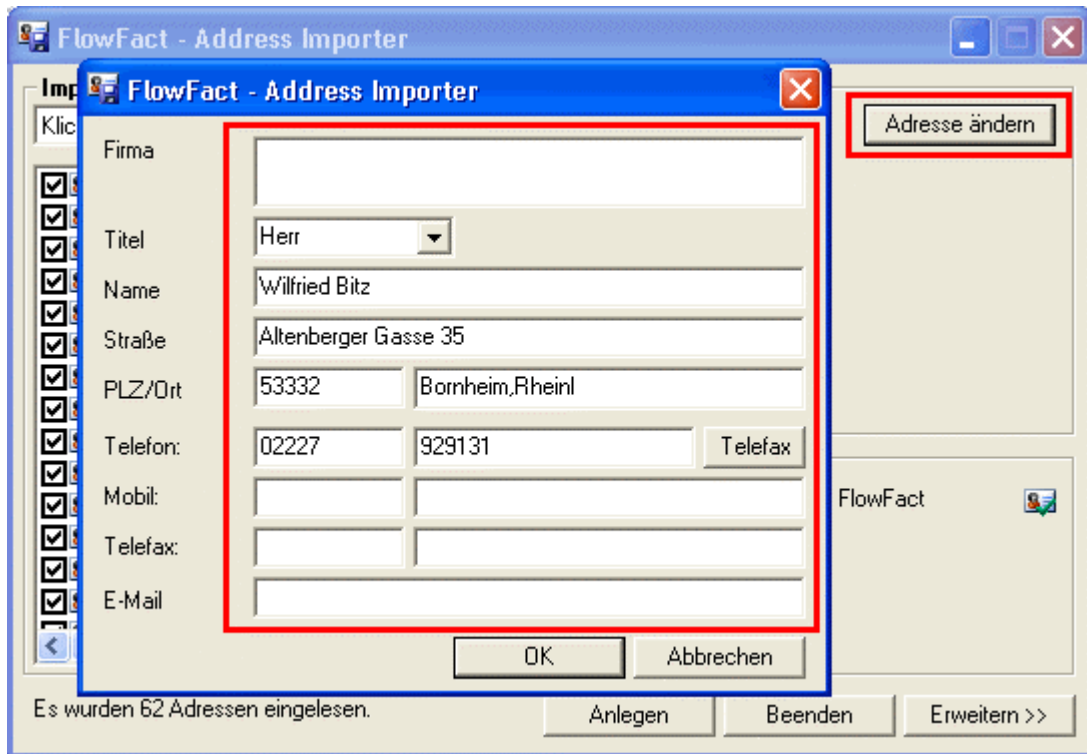 FlowFact - Address Importer
Imp
FlowFact - Address Importer
Klic
Adresse ändern
Firma
Titel
Herr
Name
Wilfried Bitz
Straße
Altenberger Gasse 35
PLZ/Ort
53332
Bornheim,Rheinl
Telefon:
02227
929131
Telefax
Mobil:
FlowFact
Telefax:
E-Mail
OK
Abbrechen
Es wurden 62 Adressen eingelesen.
Anlegen
Beenden
Erweitern >>